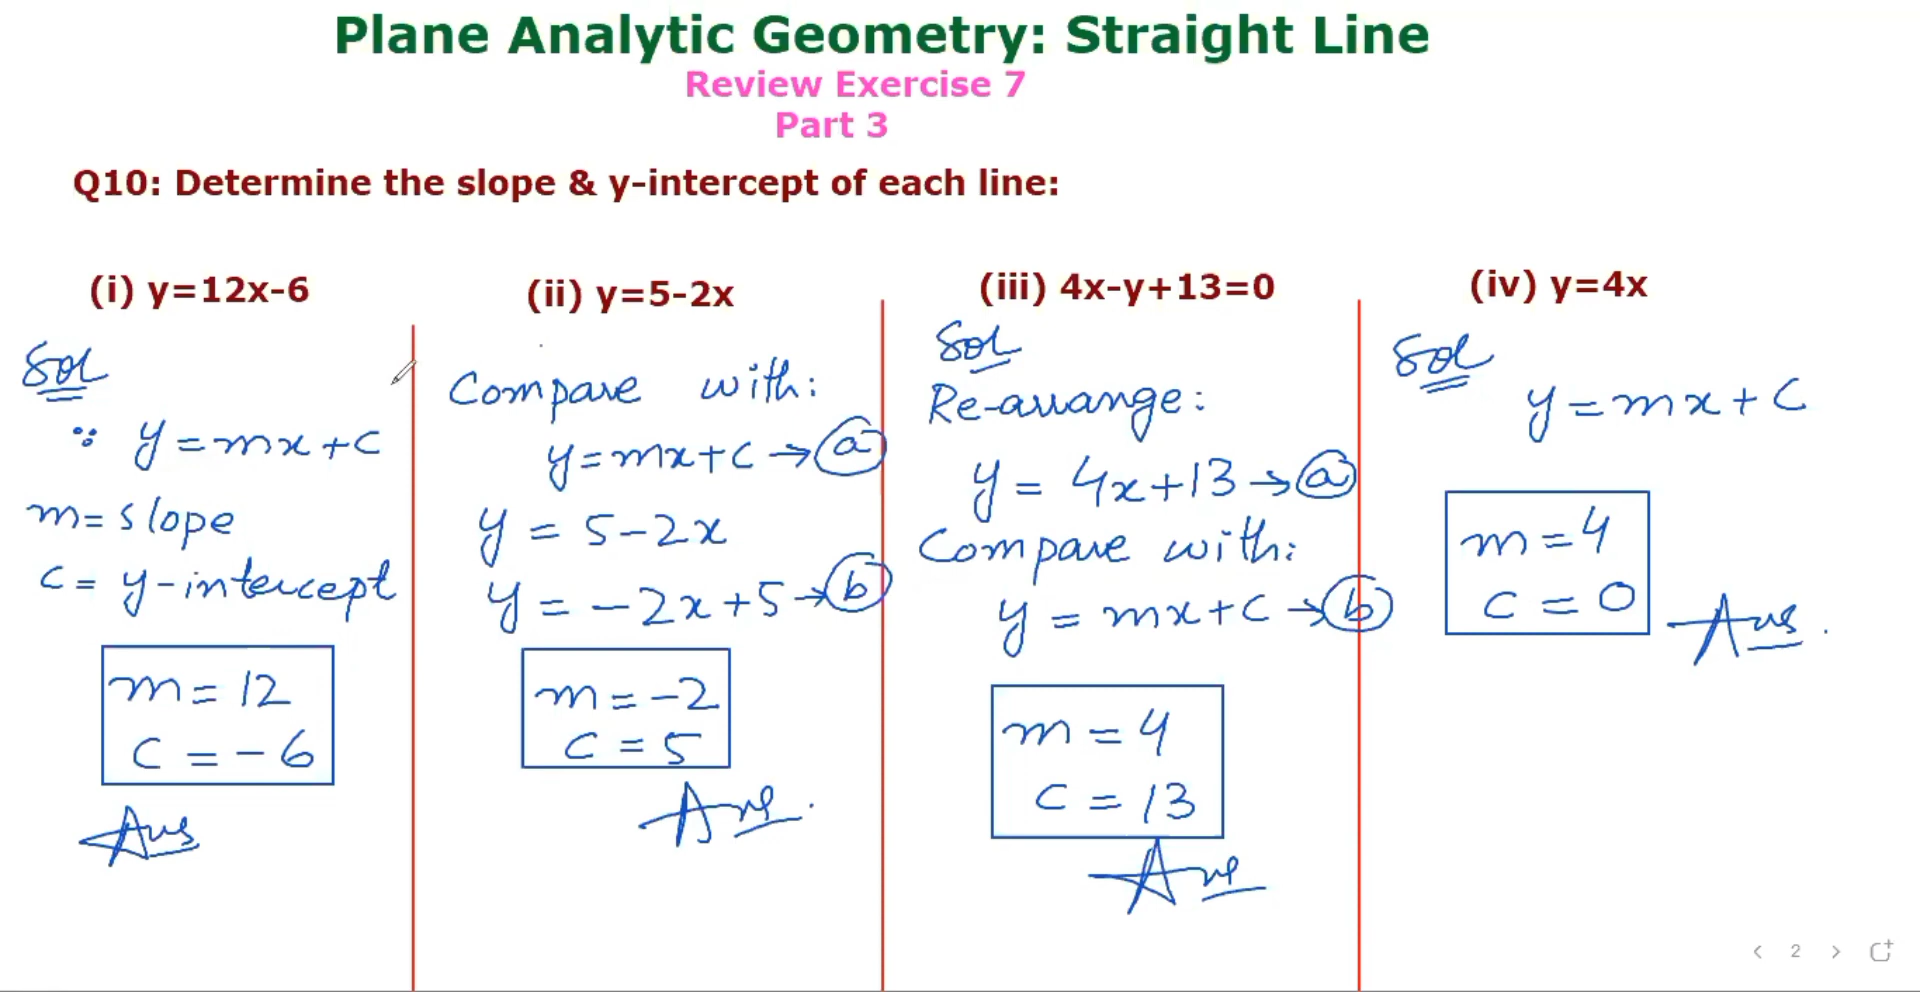 Plane Analytic Geometry: Straight Line
Review Exercise 7
Part 3
Q10: Determine the slope & y-intercept of each line:
(i) y=12x-6
Sol
∵ y=mx+c
m=slope
c= y-intercept
m=12
c=-6
Ans
(ii) y=5-2x
Compare with:
y=mx+c→ⓐ
y=5-2x
y=-2x+5→ⓑ
m=-2
c=5
Ans.
(iii) 4x-y+13=0
Sol
Re-arrange:
y=4x+13→ⓐ
Compare with:
y=mx+c→ⓑ
m=4
c=13
Ans
(iv) y=4x
Sol
y=mx+c
m=4
c=0
Ans.
< 2 >